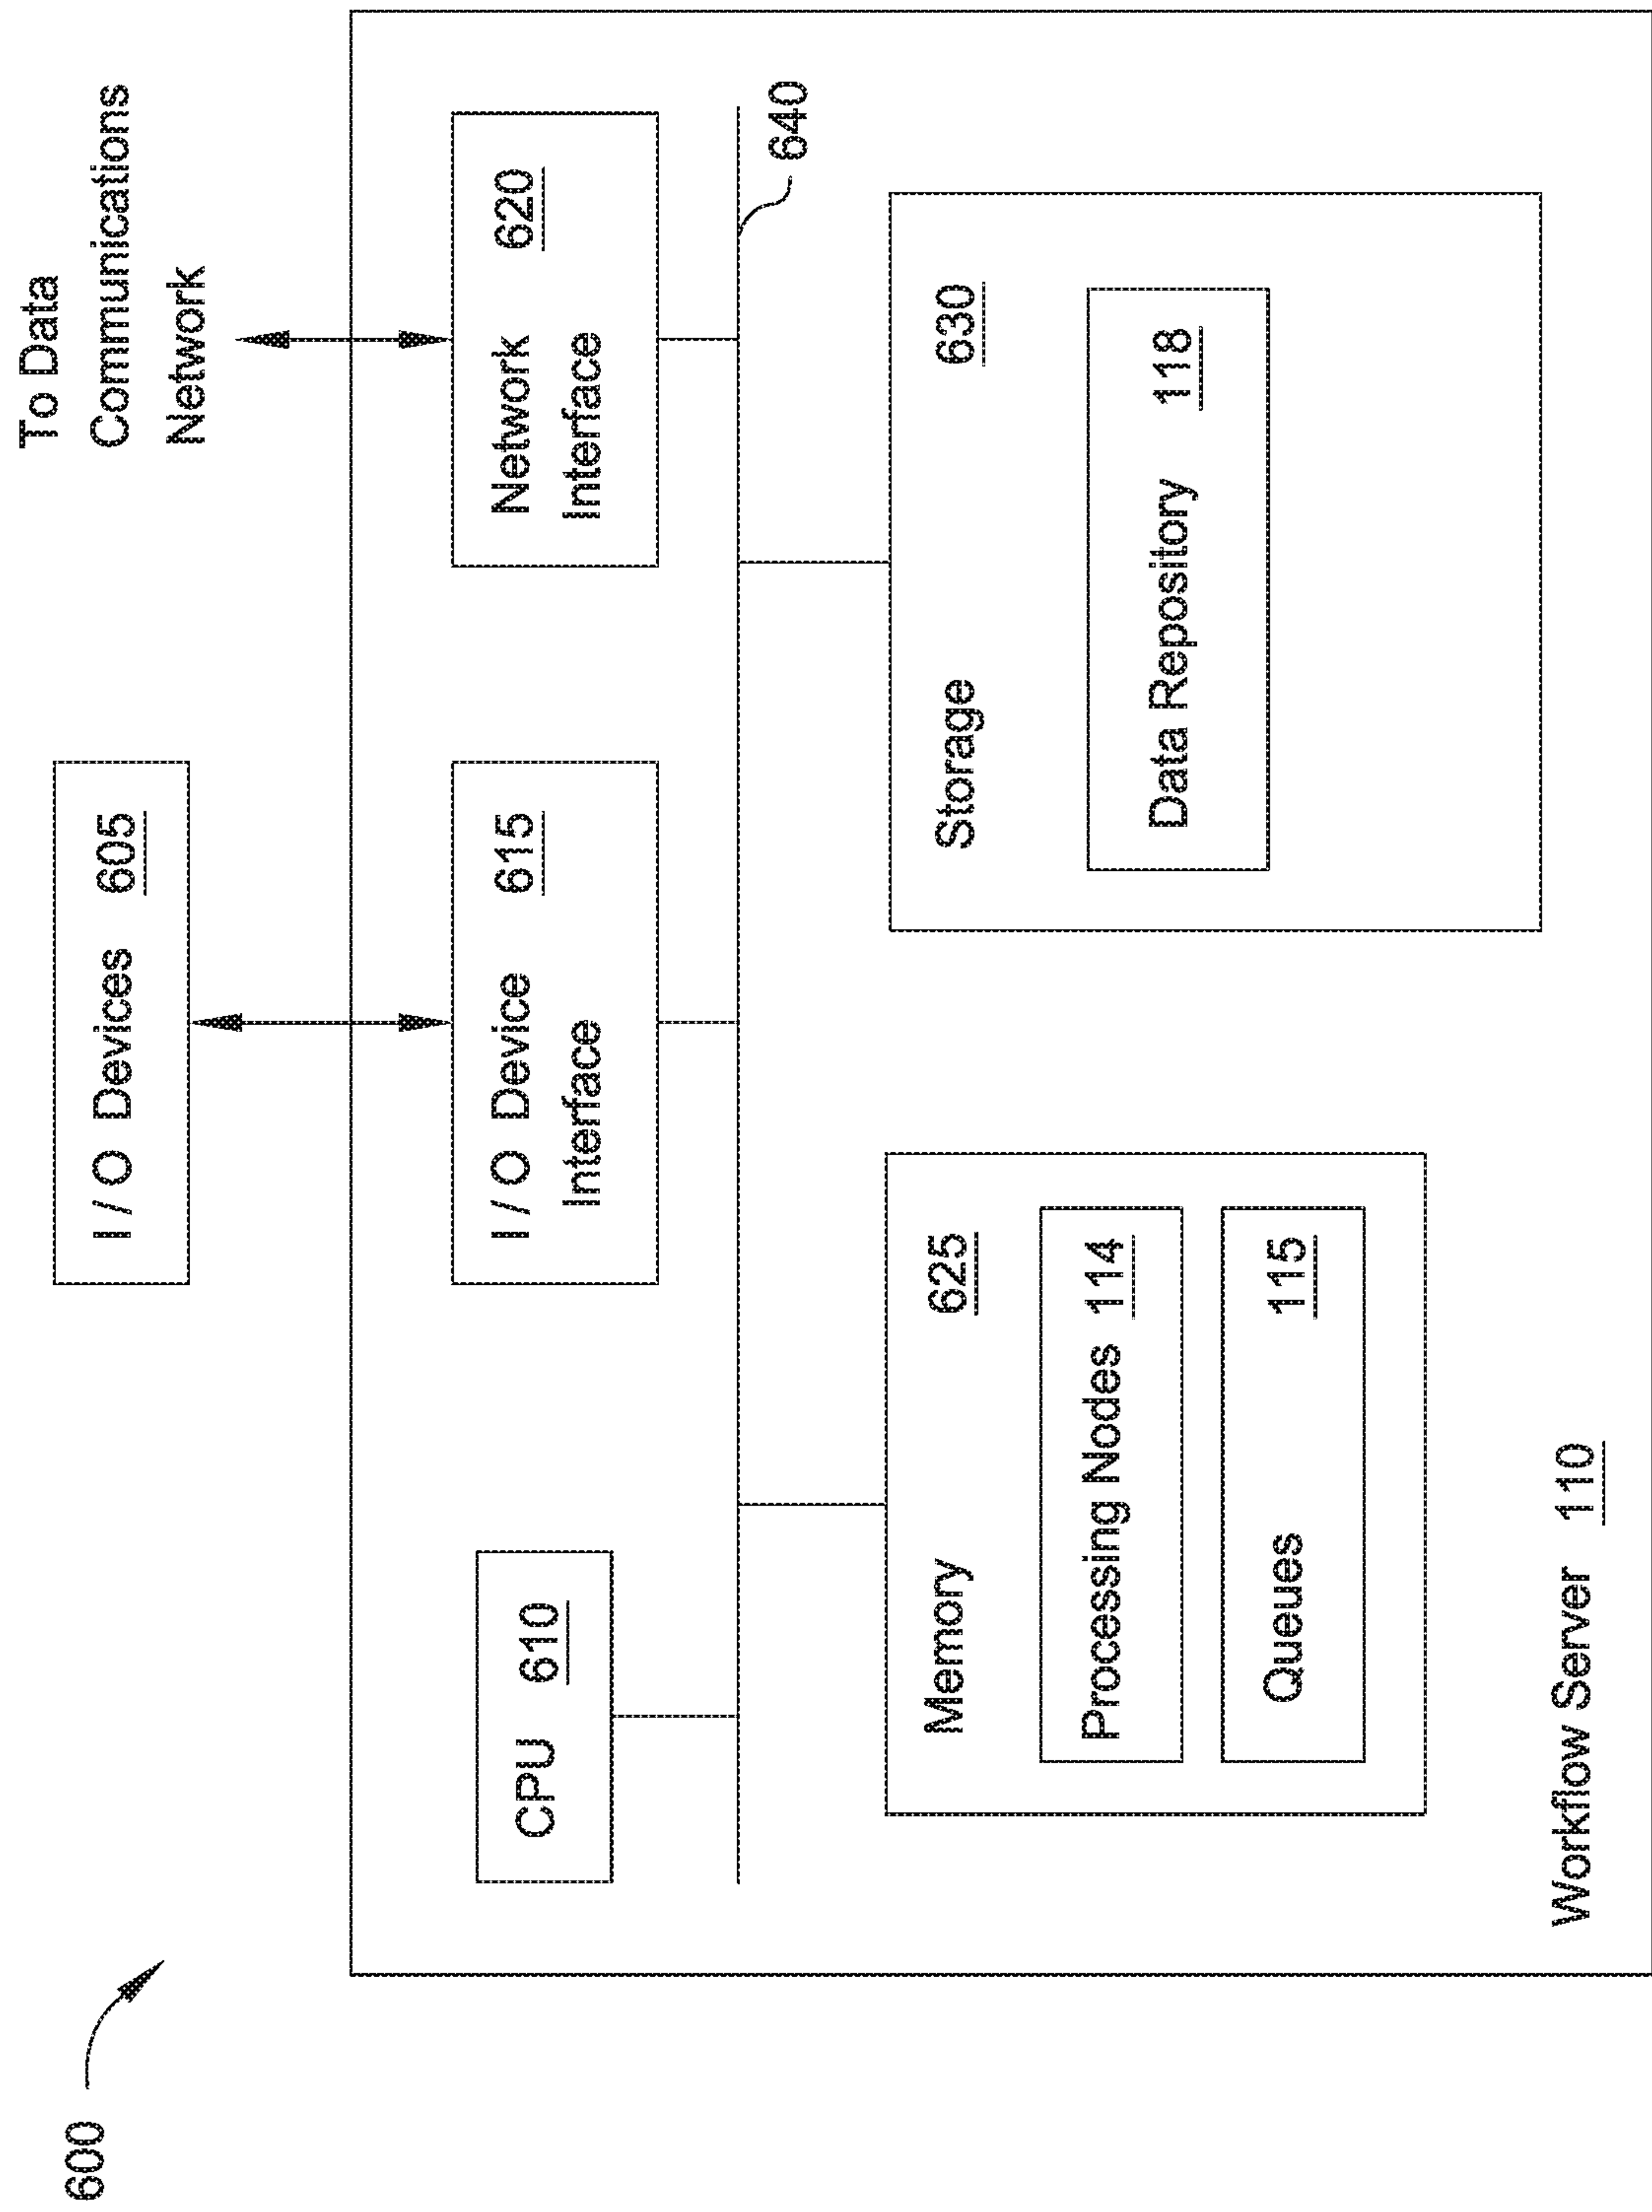 600
To Data
Communications
Network
I / O Devices 605
CPU 610
I / O Device 615
Interface
Network 620
Interface
640
Memory 625
Processing Nodes 114
Queues 115
Storage 630
Data Repository 118
Workflow Server 110